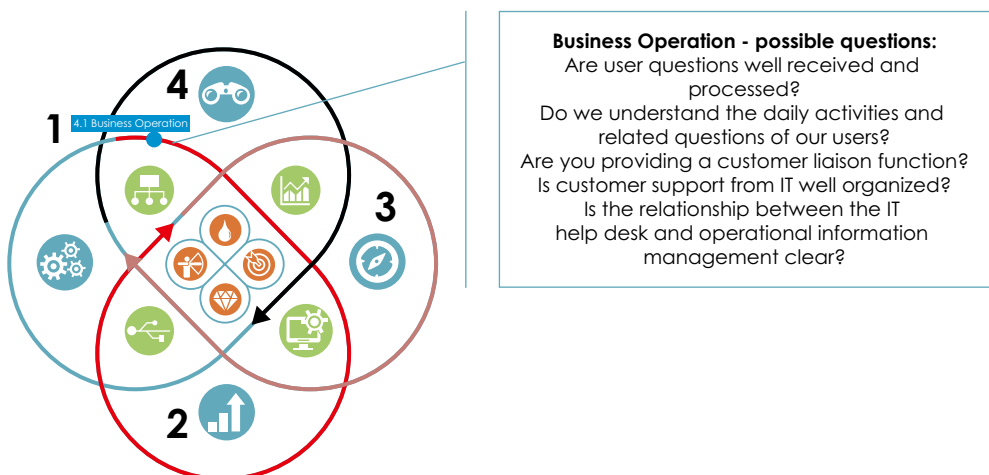 4
1
4.1 Business Operation
3
2
Business Operation - possible questions:
Are user questions well received and
processed?
Do we understand the daily activities and
related questions of our users?
Are you providing a customer liaison function?
Is customer support from IT well organized?
Is the relationship between the IT
help desk and operational information
management clear?